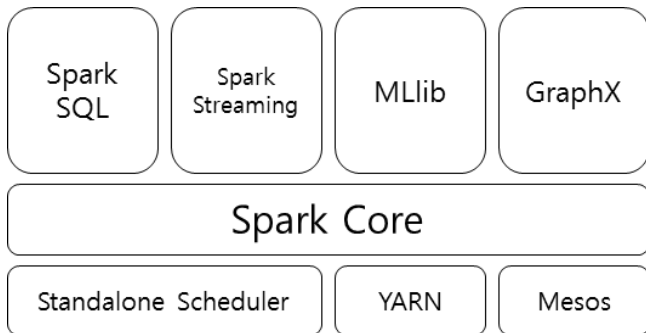 Spark
SQL
Spark
Streaming
MLlib
GraphX
Spark Core
Standalone Scheduler
YARN
Mesos